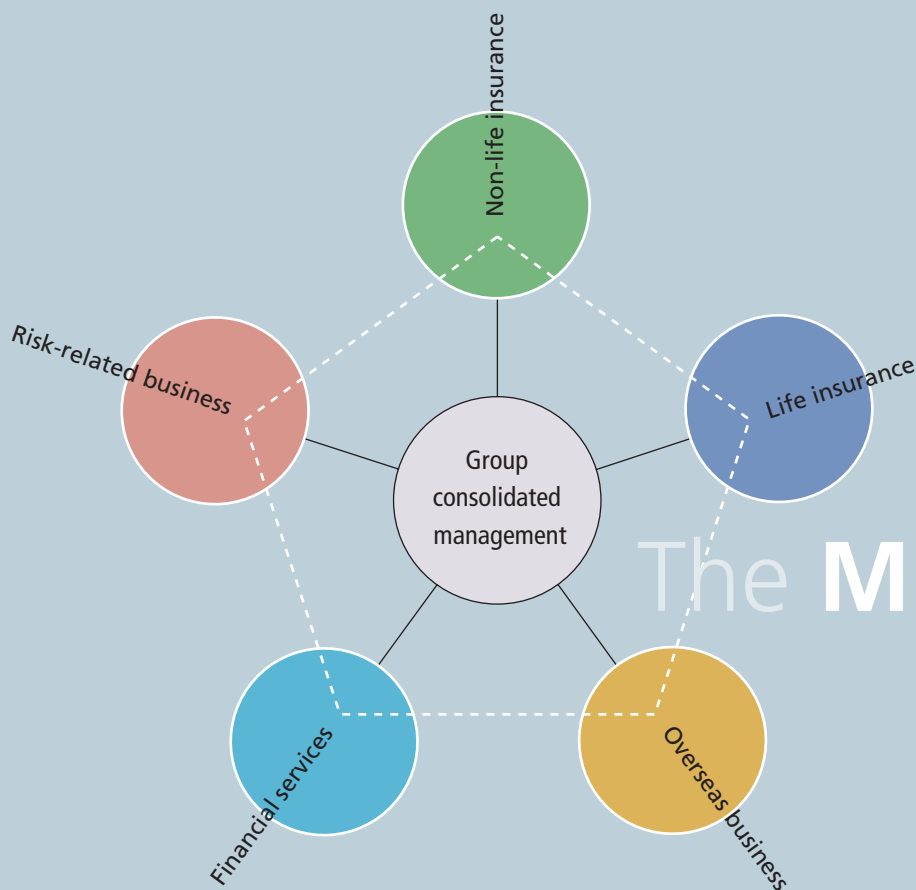 Non-life insurance
Risk-related business
Life insurance
Group
consolidated
management
The M
Financial services
Overseas business